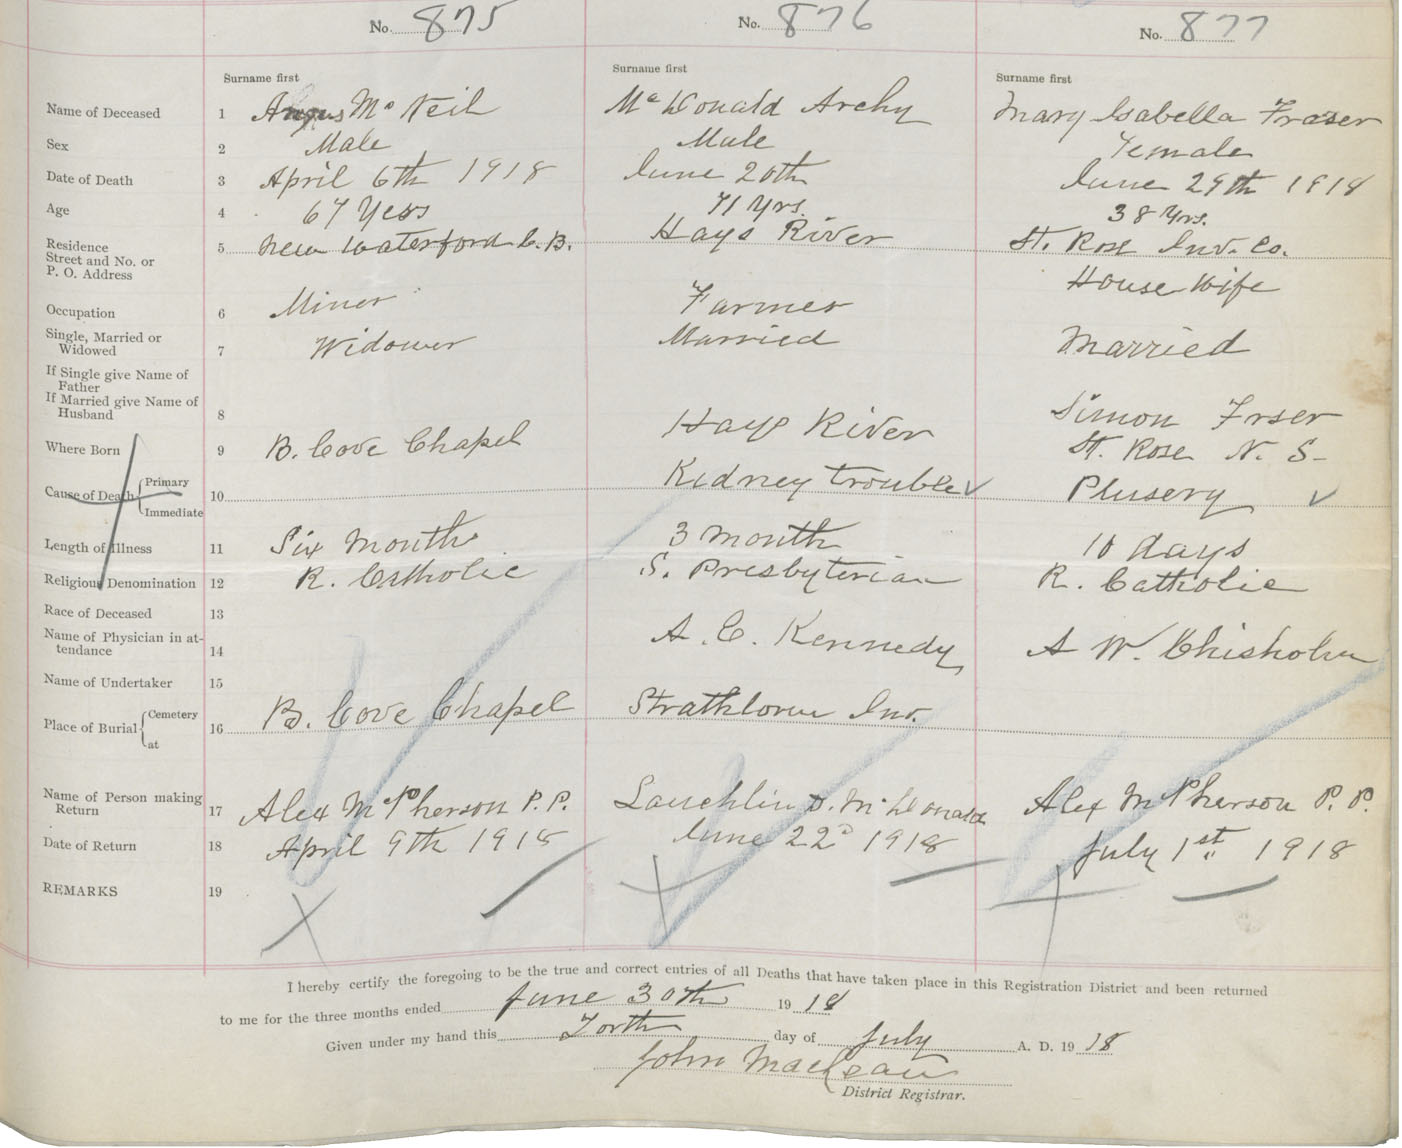 No. 875 No. 876 No. 877
Surname first Surname first Surname first
Name of Deceased 1 Angus Mc Neil McDonald Archy Mary Isabella Fraser
Sex 2 Male Male Female
Date of Death 3 April 6th 1918 June 20th June 29th 1918
Age 4 67 Yers 71 Yrs. 38 Yrs.
Residence
Street and No. or
P. O. Address 5 New Waterford C. B. Hays River St. Rose Inv. Co.
Occupation 6 Miner Farmer House Wife
Single, Married or
Widowed 7 Widower Married Married
If Single give Name of
Father
If Married give Name of
Husband 8 Simon Frser
Where Born 9 B. Cove Chapel Hays River St. Rose N. S.
Cause of Death Primary
Immediate 10 Kidney trouble Plusery
Length of Illness 11 Six Months 3 month 10 days
Religious Denomination 12 R. Catholic S. Presbyterian R. Catholic
Race of Deceased 13
Name of Physician in at-
tendance 14 A. C. Kennedy A W. Chisholm
Name of Undertaker 15
Place of Burial Cemetery
at 16 B. Cove Chapel Strathlorne Inv.
Name of Person making
Return 17 Alex McPherson P. P. Lauchlin D. McDonald Alex McPherson P. P.
Date of Return 18 April 9th 1918 June 22d 1918 July 1st 1918
REMARKS 19
I hereby certify the foregoing to be the true and correct entries of all Deaths that have taken place in this Registration District and been returned
to me for the three months ended June 30th 19 18
Given under my hand this Forth day of July A. D. 19 18
John MacLean
District Registrar.